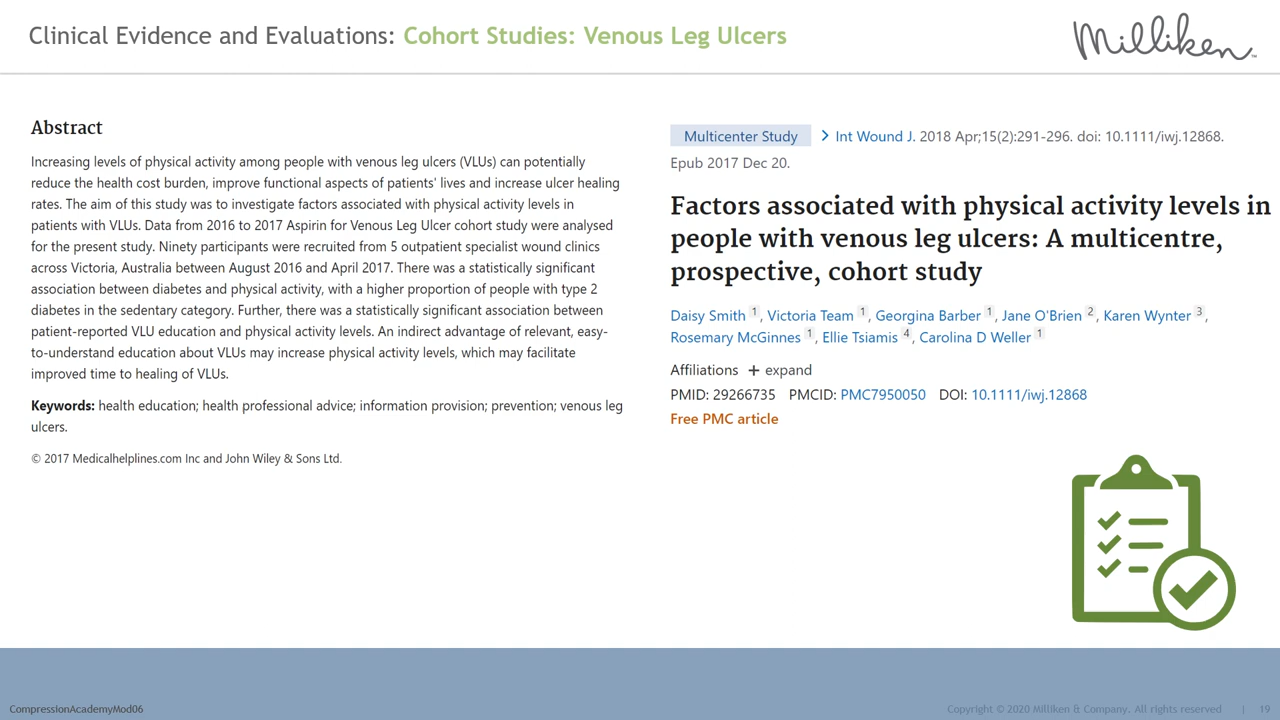 Clinical Evidence and Evaluations: Cohort Studies: Venous Leg Ulcers
Milliken™
Abstract
Increasing levels of physical activity among people with venous leg ulcers (VLUs) can potentially
reduce the health cost burden, improve functional aspects of patients' lives and increase ulcer healing
rates. The aim of this study was to investigate factors associated with physical activity levels in
patients with VLUs. Data from 2016 to 2017 Aspirin for Venous Leg Ulcer cohort study were analysed
for the present study. Ninety participants were recruited from 5 outpatient specialist wound clinics
across Victoria, Australia between August 2016 and April 2017. There was a statistically significant
association between diabetes and physical activity, with a higher proportion of people with type 2
diabetes in the sedentary category. Further, there was a statistically significant association between
patient-reported VLU education and physical activity levels. An indirect advantage of relevant, easy-
to-understand education about VLUs may increase physical activity levels, which may facilitate
improved time to healing of VLUs.
Keywords: health education; health professional advice; information provision; prevention; venous leg
ulcers.
© 2017 Medicalhelplines.com Inc and John Wiley & Sons Ltd.
Multicenter Study > Int Wound J. 2018 Apr;15(2):291-296. doi: 10.1111/iwj.12868.
Epub 2017 Dec 20.
Factors associated with physical activity levels in
people with venous leg ulcers: A multicentre,
prospective, cohort study
Daisy Smith 1, Victoria Team 1, Georgina Barber 1, Jane O'Brien 2, Karen Wynter 3,
Rosemary McGinnes 1, Ellie Tsiamis 4, Carolina D Weller 1
Affiliations + expand
PMID: 29266735 PMCID: PMC7950050 DOI: 10.1111/iwj.12868
Free PMC article
CompressionAcademyMod06
Copyright © 2020 Milliken & Company. All rights reserved | 19